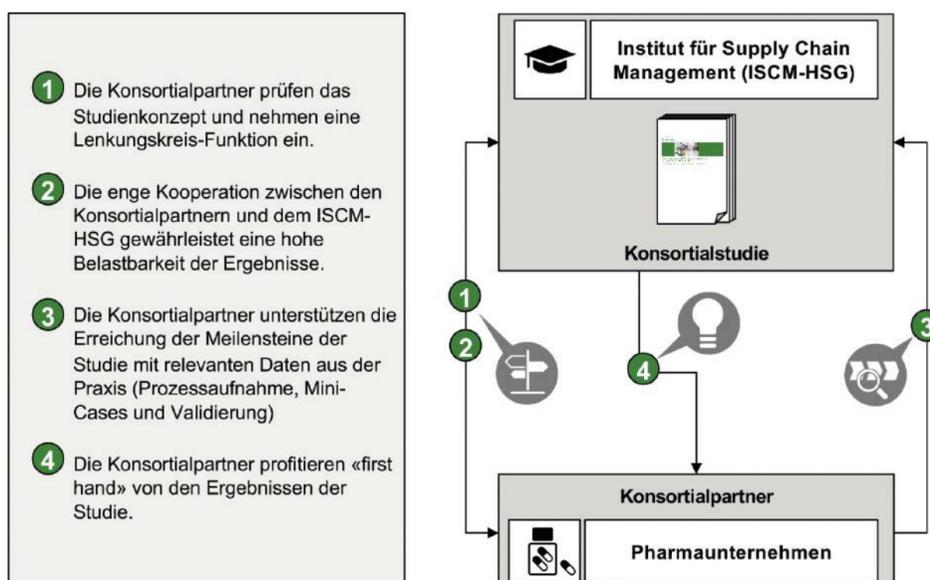 1 Die Konsortialpartner prüfen das
Studienkonzept und nehmen eine
Lenkungskreis-Funktion ein.
2 Die enge Kooperation zwischen den
Konsortialpartnern und dem ISCM-
HSG gewährleistet eine hohe
Belastbarkeit der Ergebnisse.
3 Die Konsortialpartner unterstützen die
Erreichung der Meilensteine der
Studie mit relevanten Daten aus der
Praxis (Prozessaufnahme, Mini-
Cases und Validierung)
4 Die Konsortialpartner profitieren «first
hand» von den Ergebnissen der
Studie.
Institut für Supply Chain
Management (ISCM-HSG)
Konsortialstudie
1
2
4
3
Konsortialpartner
Pharmaunternehmen